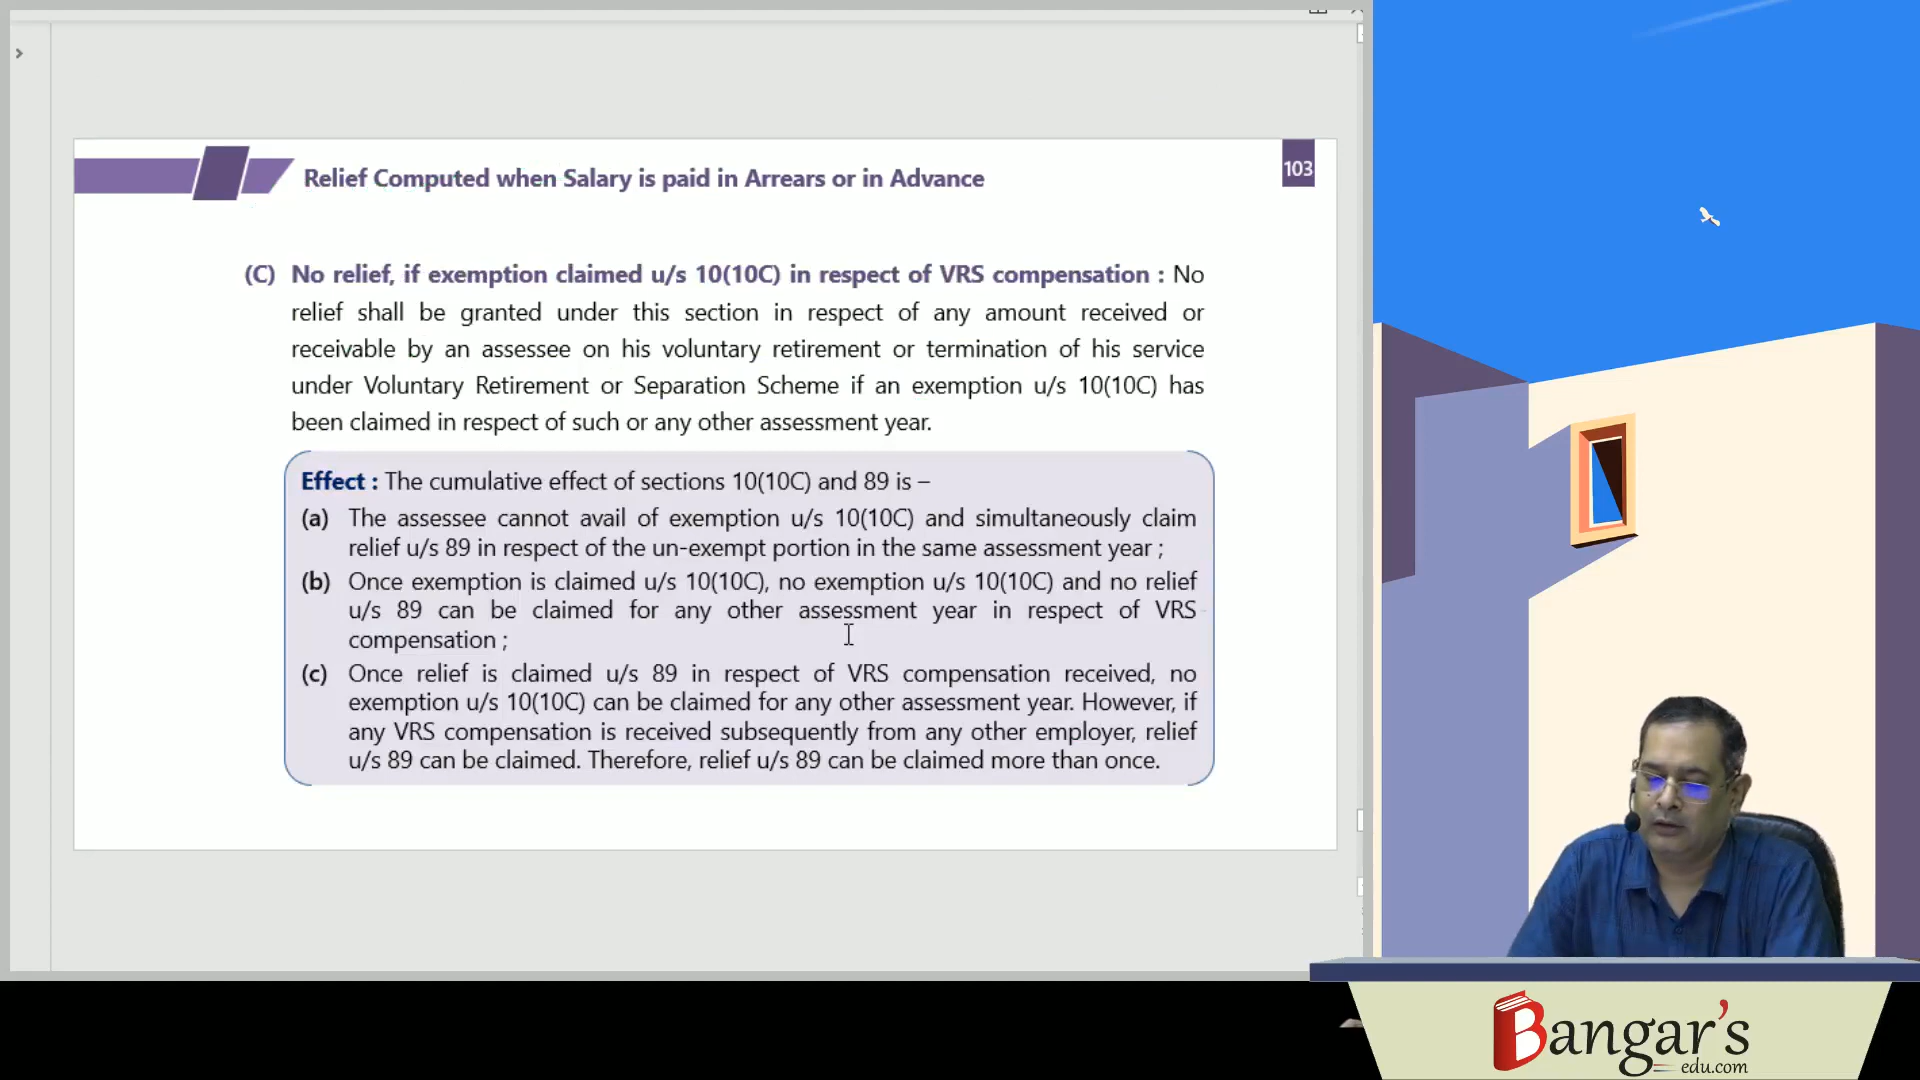 Relief Computed when Salary is paid in Arrears or in Advance
103
(C) No relief, if exemption claimed u/s 10(10C) in respect of VRS compensation : No
relief shall be granted under this section in respect of any amount received or
receivable by an assessee on his voluntary retirement or termination of his service
under Voluntary Retirement or Separation Scheme if an exemption u/s 10(10C) has
been claimed in respect of such or any other assessment year.
Effect : The cumulative effect of sections 10(10C) and 89 is –
(a) The assessee cannot avail of exemption u/s 10(10C) and simultaneously claim
relief u/s 89 in respect of the un-exempt portion in the same assessment year ;
(b) Once exemption is claimed u/s 10(10C), no exemption u/s 10(10C) and no relief
u/s 89 can be claimed for any other assessment year in respect of VRS
compensation ;
(c) Once relief is claimed u/s 89 in respect of VRS compensation received, no
exemption u/s 10(10C) can be claimed for any other assessment year. However, if
any VRS compensation is received subsequently from any other employer, relief
u/s 89 can be claimed. Therefore, relief u/s 89 can be claimed more than once.
Bangar's
edu.com